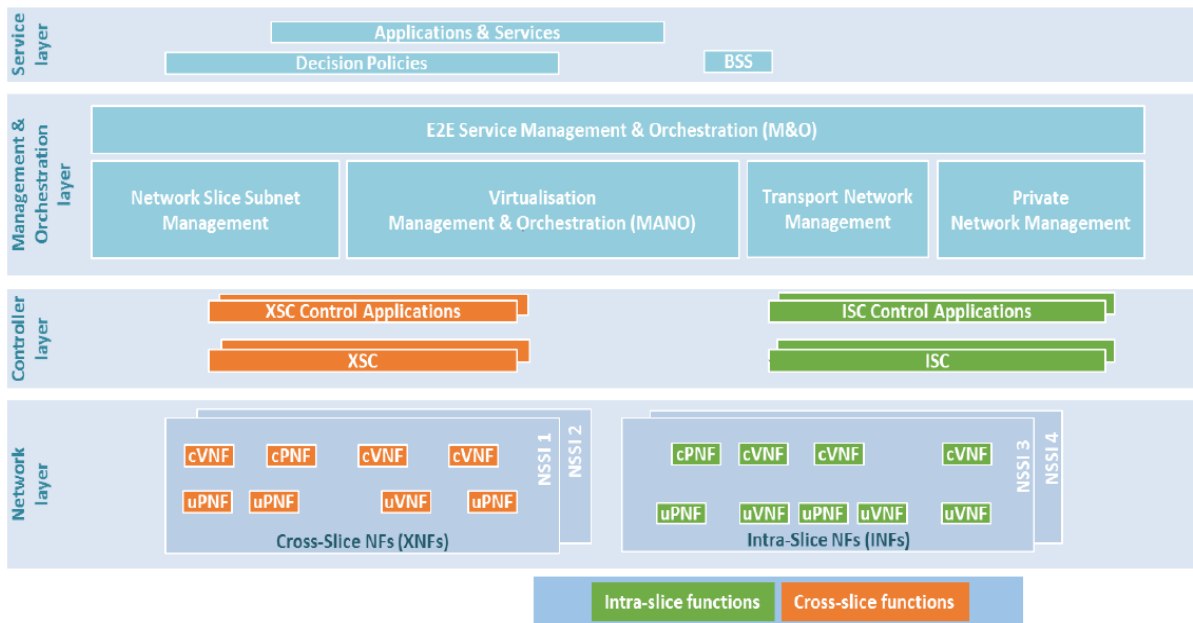 Service
layer
Applications & Services
Decision Policies
BSS
Management &
Orchestration
layer
E2E Service Management & Orchestration (M&O)
Network Slice Subnet
Management
Virtualisation
Management & Orchestration (MANO)
Transport Network
Management
Private
Network Management
Controller
layer
XSC Control Applications
ISC Control Applications
XSC
ISC
Network
layer
cVNF
cPNF
cVNF
cVNF
uPNF
uPNF
uVNF
uPNF
NSSI 1
NSSI 2
Cross-Slice NFs (XNFs)
cPNF
cVNF
cVNF
cVNF
uPNF
uVNF
uPNF
uVNF
uVNF
NSSI 3
NSSI 4
Intra-Slice NFs (INFs)
Intra-slice functions
Cross-slice functions